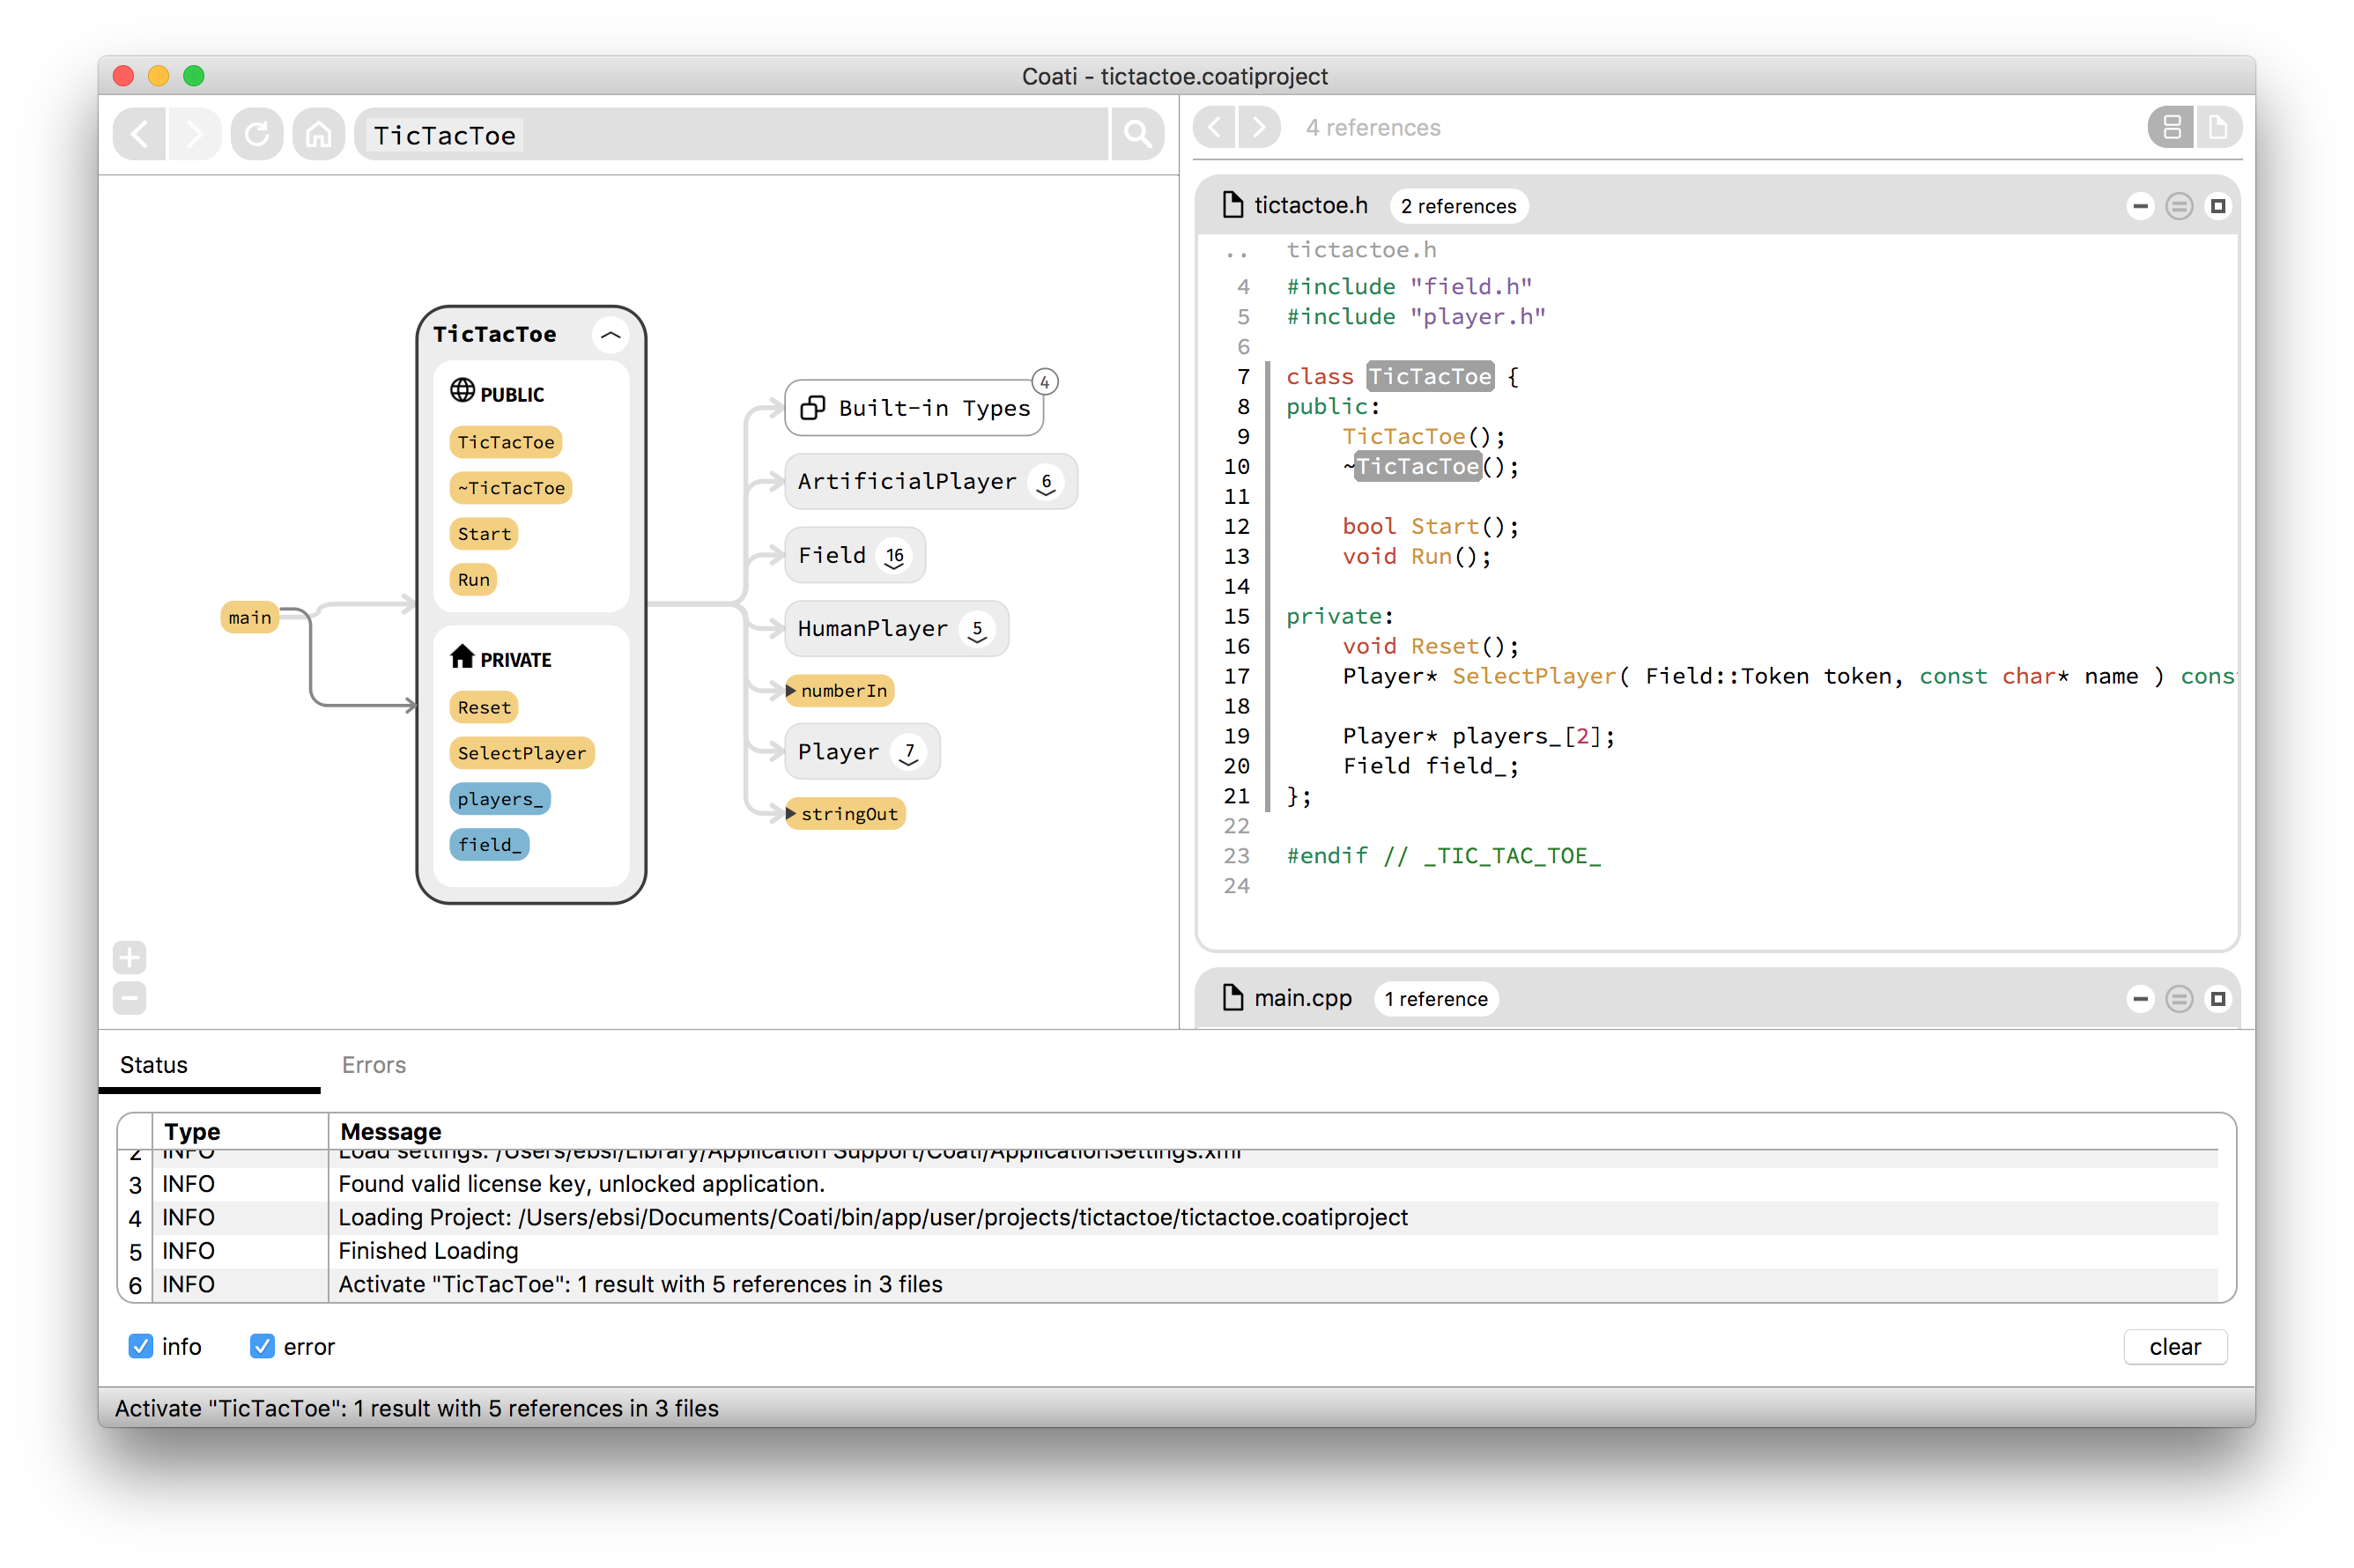 Coati - tictactoe.coatiproject
TicTacToe
4 references
TicTacToe
PUBLIC
TicTacToe
~TicTacToe
Start
Run
PRIVATE
Reset
SelectPlayer
players_
field_
main
4
Built-in Types
ArtificialPlayer 6
Field 16
HumanPlayer 5
numberIn
Player 7
stringOut
tictactoe.h 2 references
.. tictactoe.h
4 #include "field.h"
5 #include "player.h"
6
7 class TicTacToe {
8 public:
9 TicTacToe();
10 ~TicTacToe();
11
12 bool Start();
13 void Run();
14
15 private:
16 void Reset();
17 Player* SelectPlayer( Field::Token token, const char* name ) cons
18
19 Player* players_[2];
20 Field field_;
21 };
22
23 #endif // _TIC_TAC_TOE_
24
main.cpp 1 reference
Status Errors
Type Message
2 INFO Load settings: /Users/ebsi/Library/Application Support/Coati/ApplicationSettings.xml
3 INFO Found valid license key, unlocked application.
4 INFO Loading Project: /Users/ebsi/Documents/Coati/bin/app/user/projects/tictactoe/tictactoe.coatiproject
5 INFO Finished Loading
6 INFO Activate "TicTacToe": 1 result with 5 references in 3 files
info error clear
Activate "TicTacToe": 1 result with 5 references in 3 files